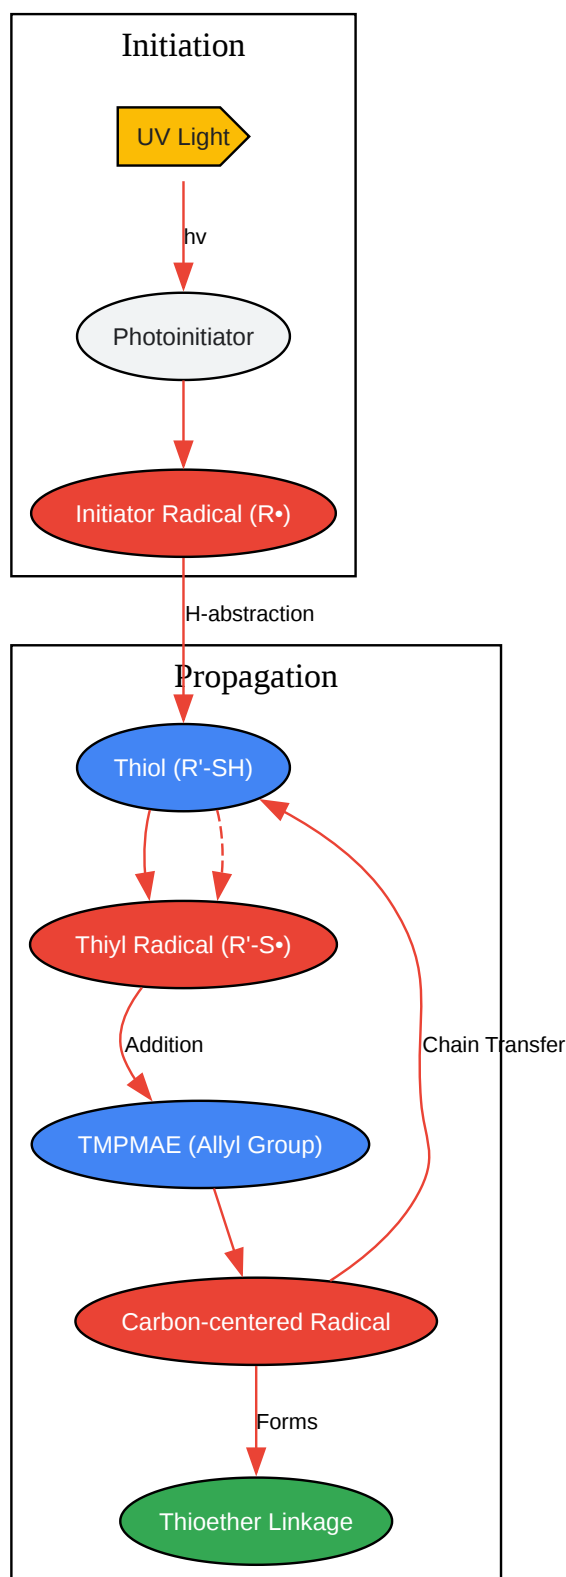 Initiation
UV Light
hv
Photoinitiator
Initiator Radical (R•)
H-abstraction
Propagation
Thiol (R'-SH)
Thiyl Radical (R'-S•)
Addition
Chain Transfer
TMPMAE (Allyl Group)
Carbon-centered Radical
Forms
Thioether Linkage